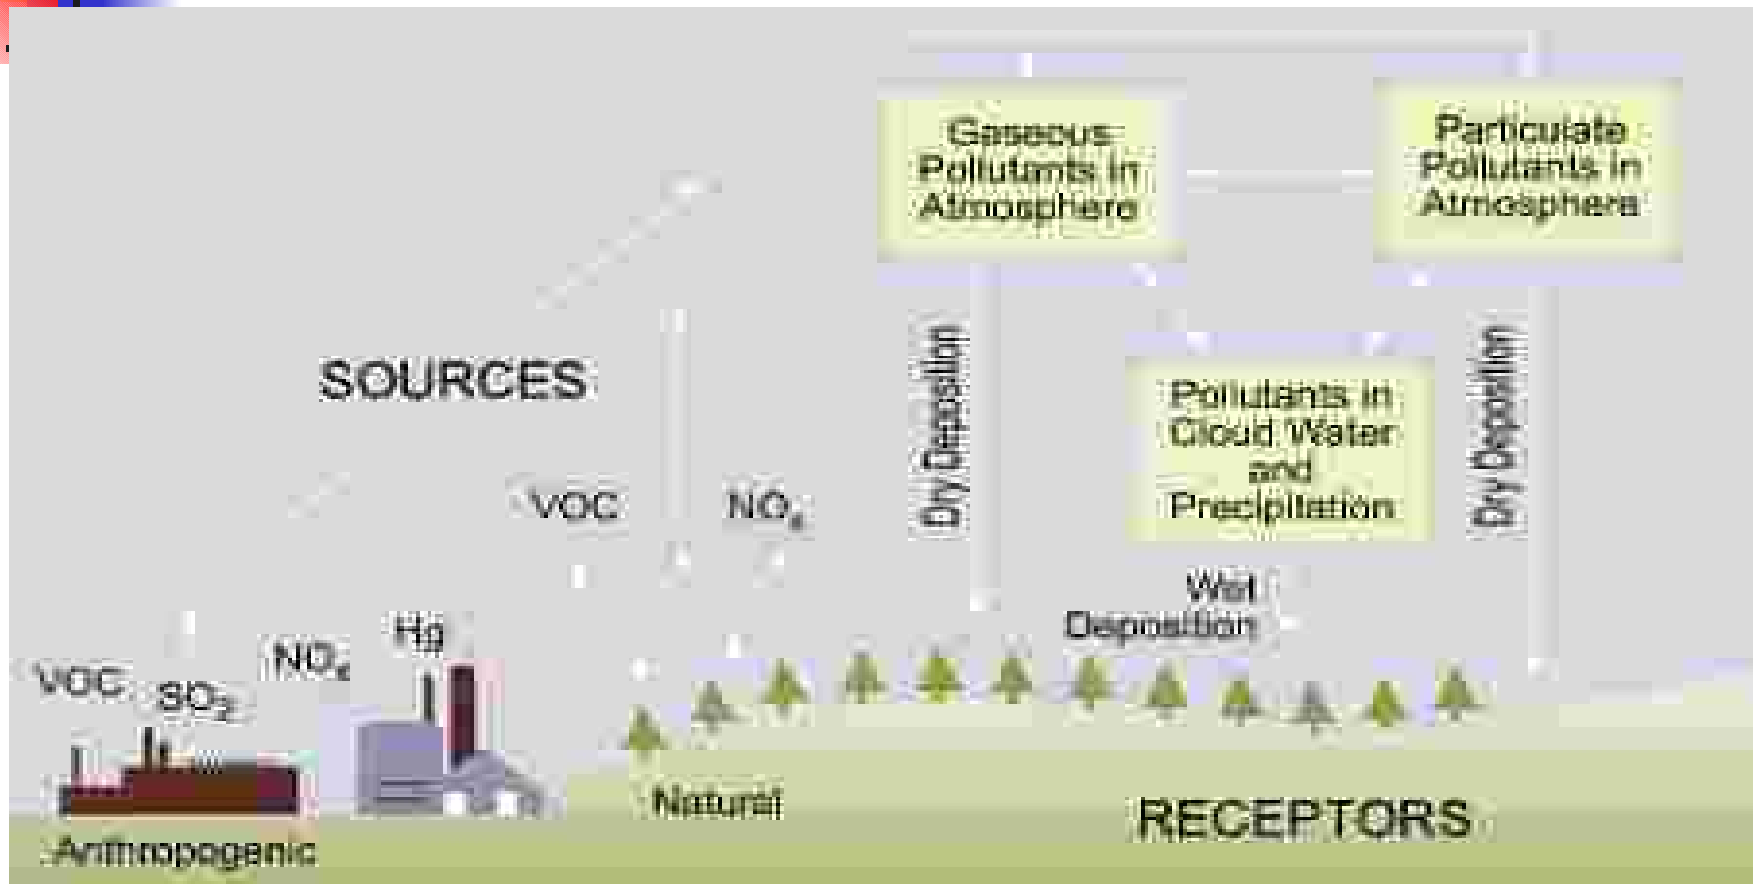 Gaseous
Pollutants in
Atmosphere
Particulate
Pollutants in
Atmosphere
SOURCES
Dry Deposition
Pollutants in
Cloud Water
and
Precipitation
Dry Deposition
VOC
NOₓ
Wet
Deposition
Hg
NOₓ
VOC
SO₂
Natural
RECEPTORS
Anthropogenic